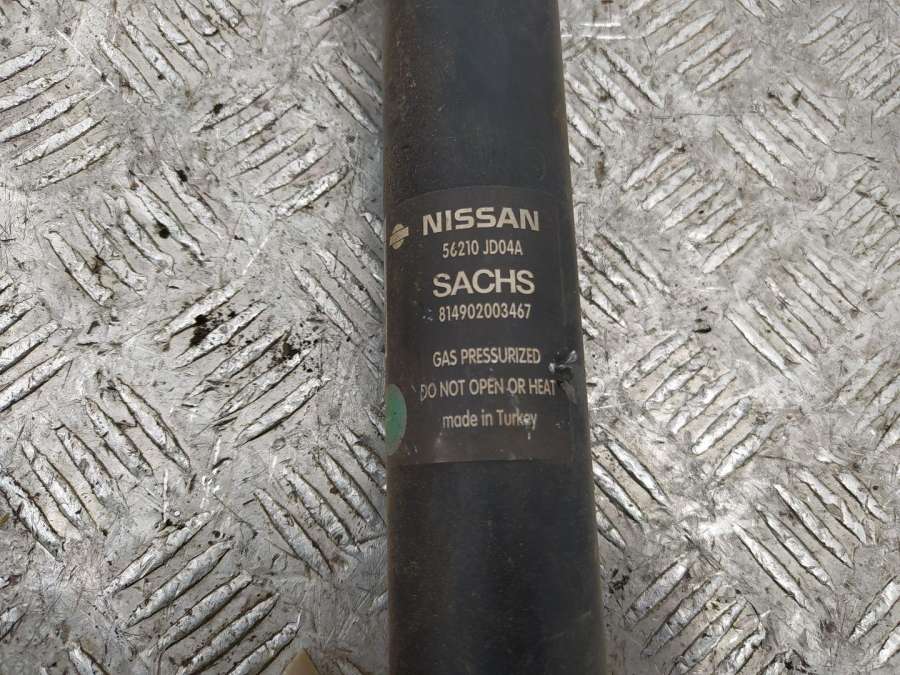 NISSAN
56210 JD04A
SACHS
814902003467
GAS PRESSURIZED
DO NOT OPEN OR HEAT
made in Turkey